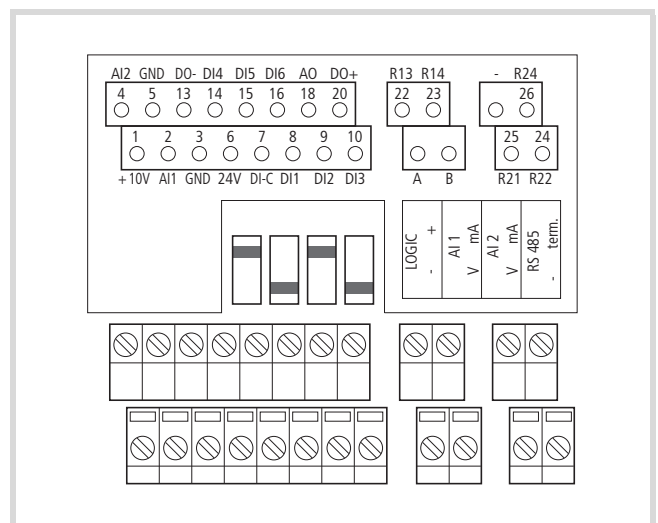 AI2 GND DO- DI4 DI5 DI6 AO DO+ R13 R14 - R24
4 5 13 14 15 16 18 20 22 23 26
1 2 3 6 7 8 9 10 25 24
+10V AI1 GND 24V DI-C DI1 DI2 DI3 A B R21 R22
LOGIC - +
AI 1 V mA
AI 2 V mA
RS 485 - term.